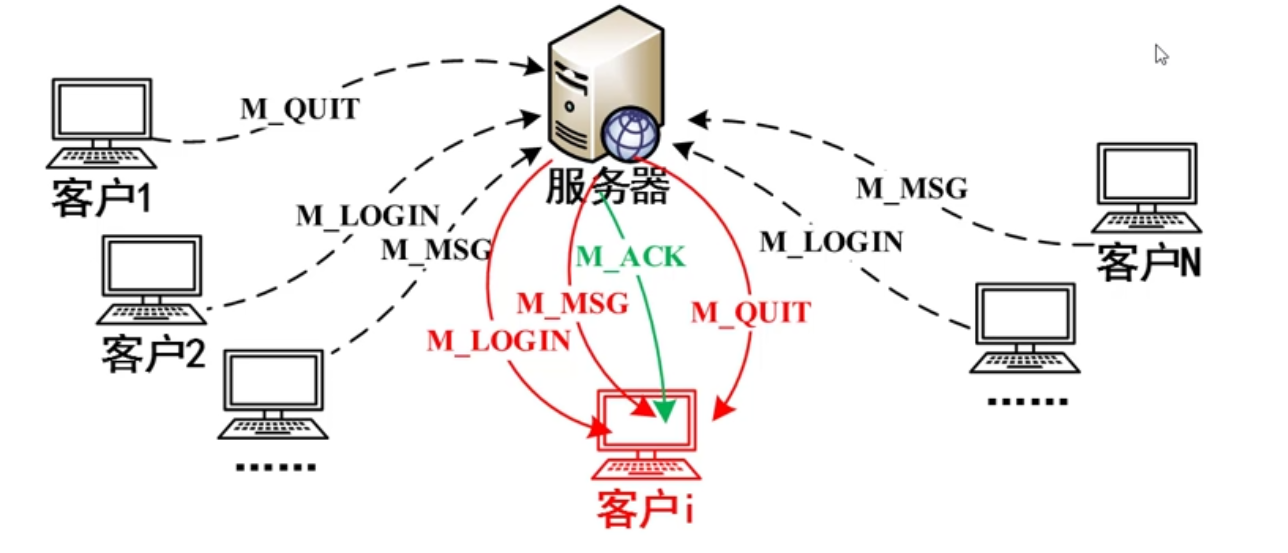 M_QUIT
客户1
服务器
M_LOGIN
M_MSG
M_MSG
客户N
M_LOGIN
M_ACK
M_MSG
M_QUIT
M_LOGIN
客户2
......
......
客户i